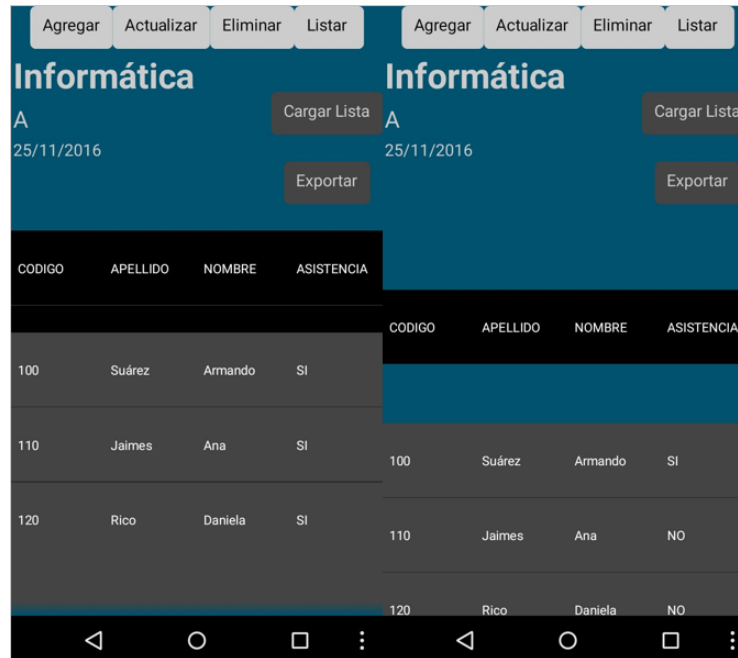 Agregar Actualizar Eliminar Listar
Informática
Cargar Lista
A
25/11/2016
Exportar
CODIGO APELLIDO NOMBRE ASISTENCIA
100 Suárez Armando SI
110 Jaimes Ana SI
120 Rico Daniela SI
Agregar Actualizar Eliminar Listar
Informática
Cargar Lista
A
25/11/2016
Exportar
CODIGO APELLIDO NOMBRE ASISTENCIA
100 Suárez Armando SI
110 Jaimes Ana NO
120 Rico Daniela NO